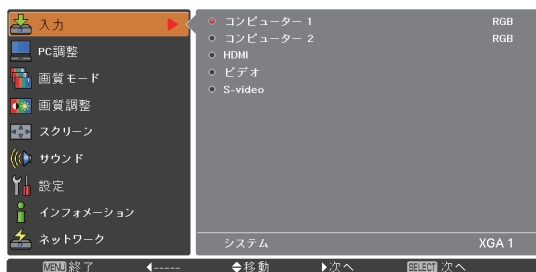 入力
PC調整
画質モード
画質調整
スクリーン
サウンド
設定
インフォメーション
ネットワーク
コンピューター 1 RGB
コンピューター 2 RGB
HDMI
ビデオ
S-video
システム XGA 1
MENU 終了 ◀----- ◆移動 ▶次へ SELECT 次へ